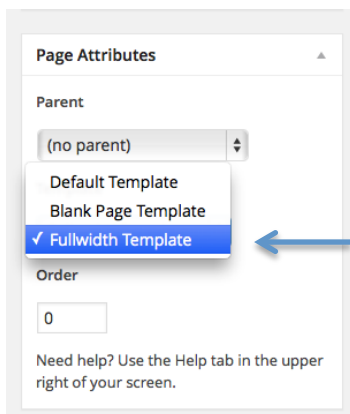 Page Attributes
Parent
(no parent)
Default Template
Blank Page Template
✓ Fullwidth Template
Order
0
Need help? Use the Help tab in the upper
right of your screen.